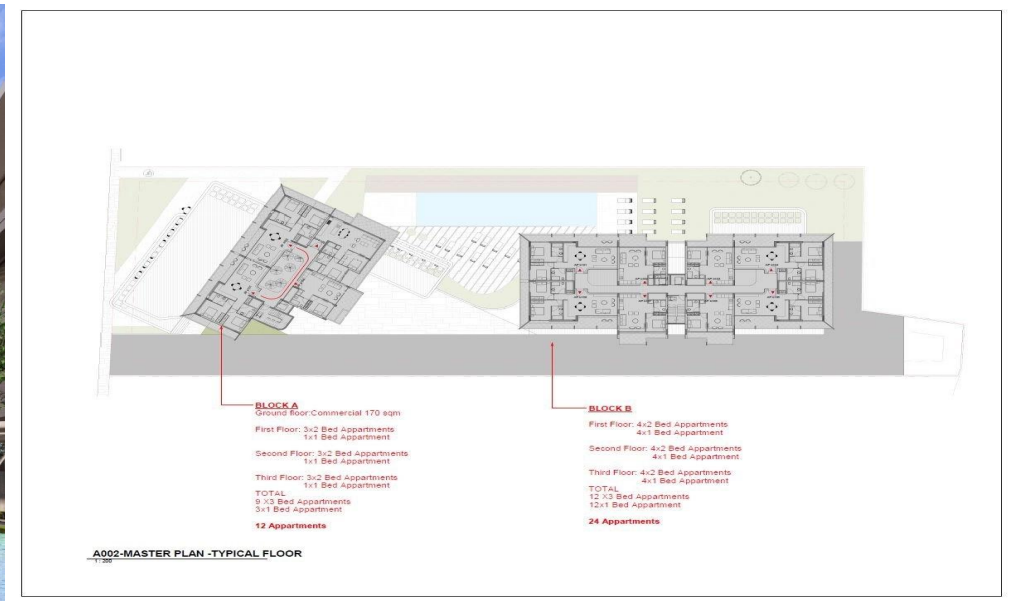 BLOCK A
Ground floor:Commercial 170 sqm
First Floor: 3x2 Bed Appartments
1x1 Bed Appartment
Second Floor: 3x2 Bed Appartments
1x1 Bed Appartment
Third Floor: 3x2 Bed Appartments
1x1 Bed Appartment
TOTAL
9 X3 Bed Appartments
3x1 Bed Appartment
12 Appartments
BLOCK B
First Floor: 4x2 Bed Appartments
4x1 Bed Appartment
Second Floor: 4x2 Bed Appartments
4x1 Bed Appartment
Third Floor: 4x2 Bed Appartments
4x1 Bed Appartment
TOTAL
12 X3 Bed Appartments
12x1 Bed Appartment
24 Appartments
A002-MASTER PLAN -TYPICAL FLOOR
1 : 200